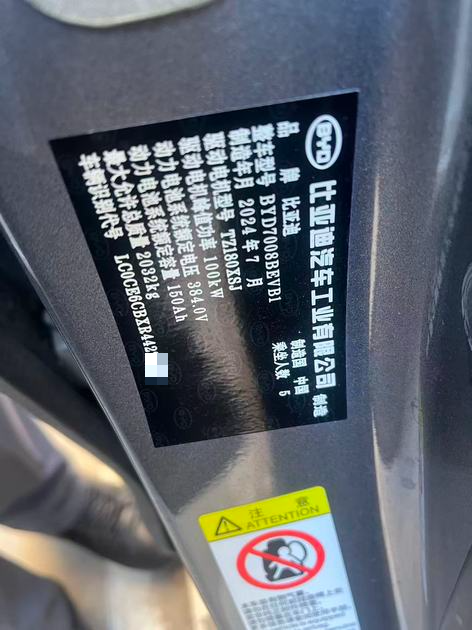 BYD 比亚迪汽车工业有限公司 制造
品 牌 比亚迪 制造国 中国
整车型号 BYD7008BEVB1 乘坐人数 5
制造年月 2024年7月
驱动电机型号 TZ180XSJ
驱动电机峰值功率 100kW
动力电池系统额定电压 384.0V
动力电池系统额定容量 150Ah
最大允许总质量 2032kg
车辆识别代号 LC0CE6CBXR442
注 意
ATTENTION